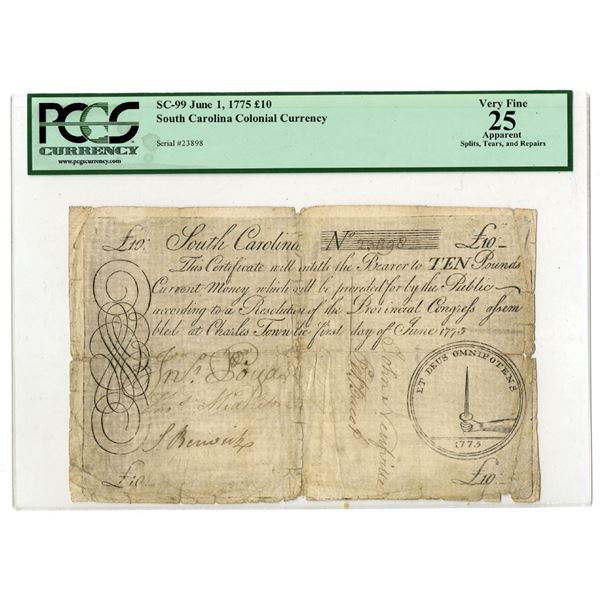 PCGS
CURRENCY
www.pcgscurrency.com
SC-99 June 1, 1775 £10
South Carolina Colonial Currency
Serial #23898
Very Fine
25
Apparent
Splits, Tears, and Repairs
£10: South Carolina No 23898 £10
This Certificate will entitle the Bearer to TEN Pounds
Current Money which will be provided for by the Public
according to a Resolution of the Provincial Congress assem
bled at Charles Town the first day of June 1775
John
ET DEUS OMNIPOTENS
1775
£10 £10